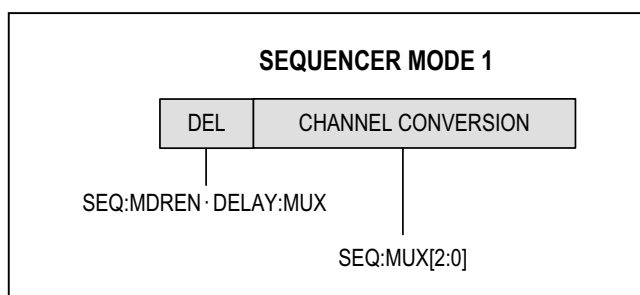 SEQUENCER MODE 1
DEL CHANNEL CONVERSION
SEQ:MDREN · DELAY:MUX
SEQ:MUX[2:0]